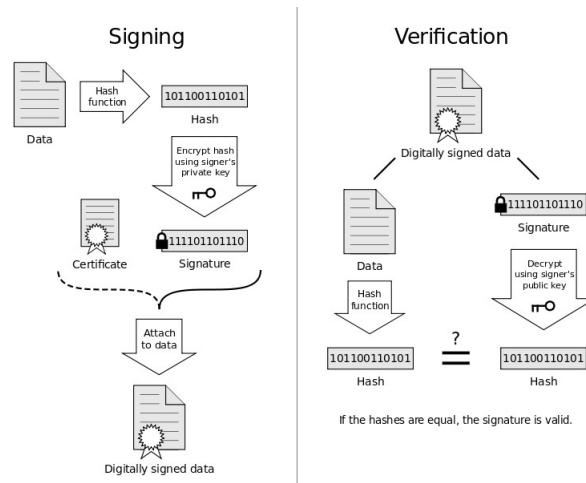 Signing
Hash
function
101100110101
Data
Hash
Encrypt hash
using signer's
private key
111101101110
Certificate
Signature
Attach
to data
Digitally signed data
Verification
Digitally signed data
111101101110
Signature
Data
Decrypt
using signer's
public key
Hash
function
?
101100110101
=
101100110101
Hash
Hash
If the hashes are equal, the signature is valid.